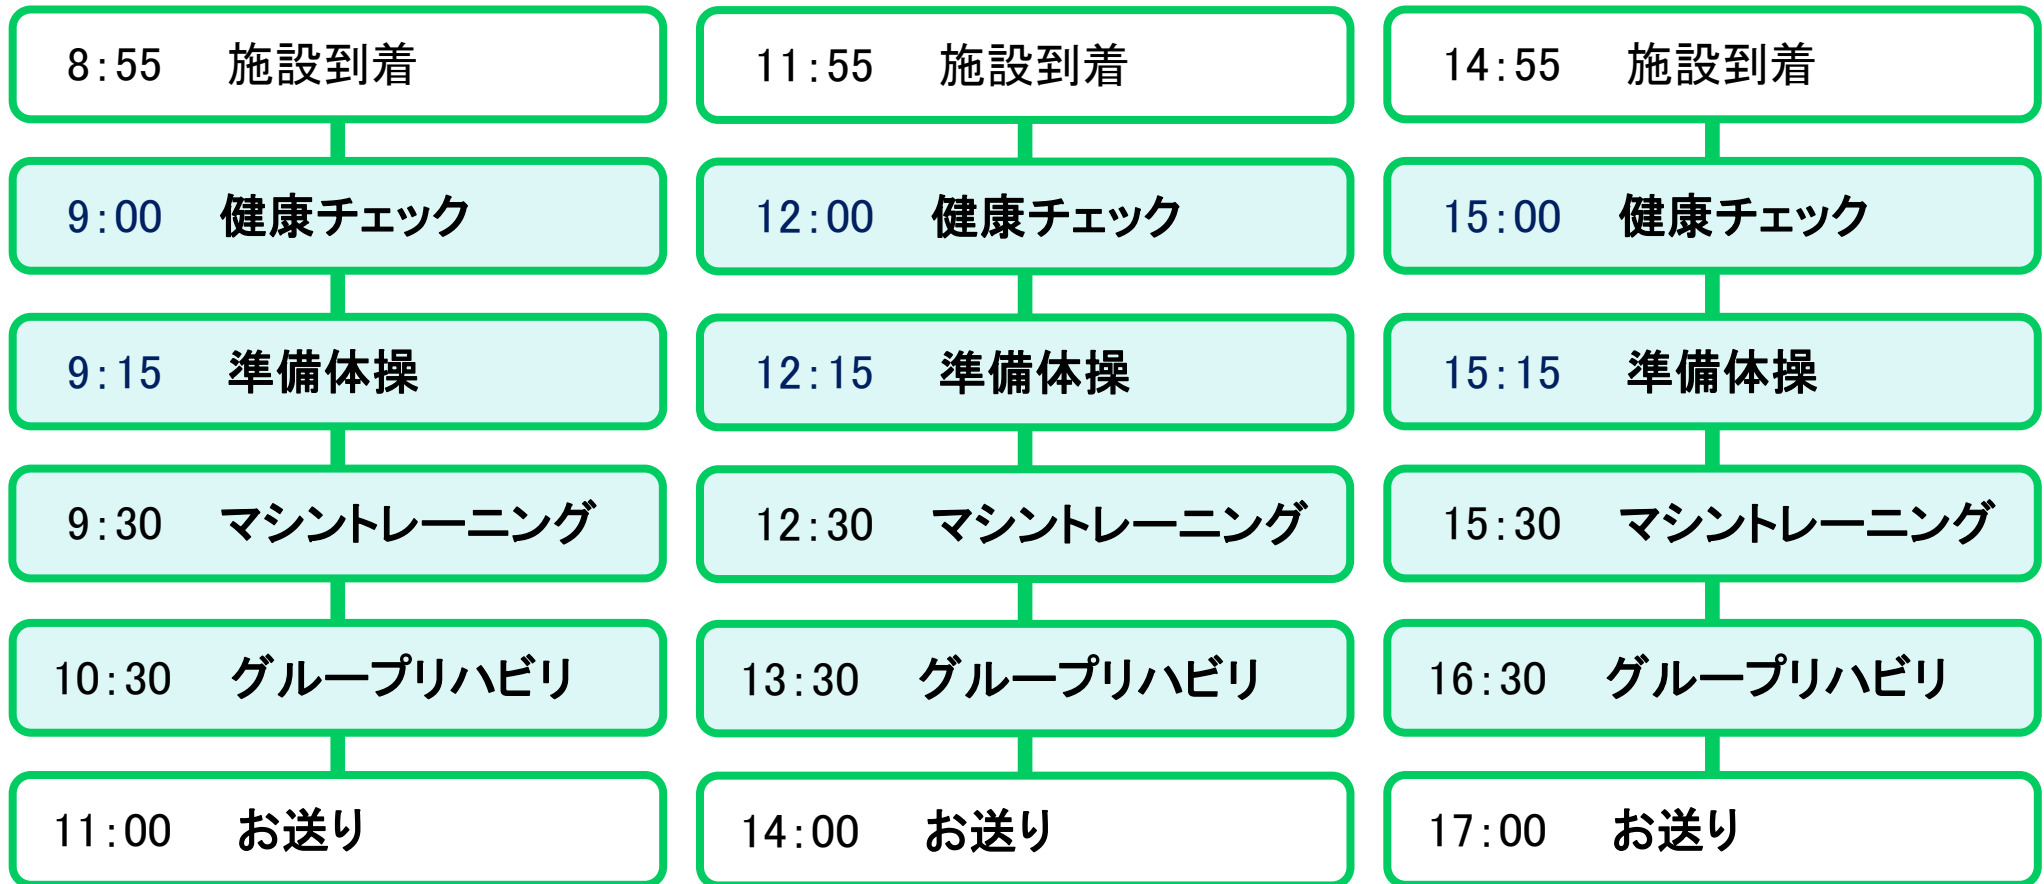 8:55 施設到着
9:00 健康チェック
9:15 準備体操
9:30 マシントレーニング
10:30 グループリハビリ
11:00 お送り
11:55 施設到着
12:00 健康チェック
12:15 準備体操
12:30 マシントレーニング
13:30 グループリハビリ
14:00 お送り
14:55 施設到着
15:00 健康チェック
15:15 準備体操
15:30 マシントレーニング
16:30 グループリハビリ
17:00 お送り